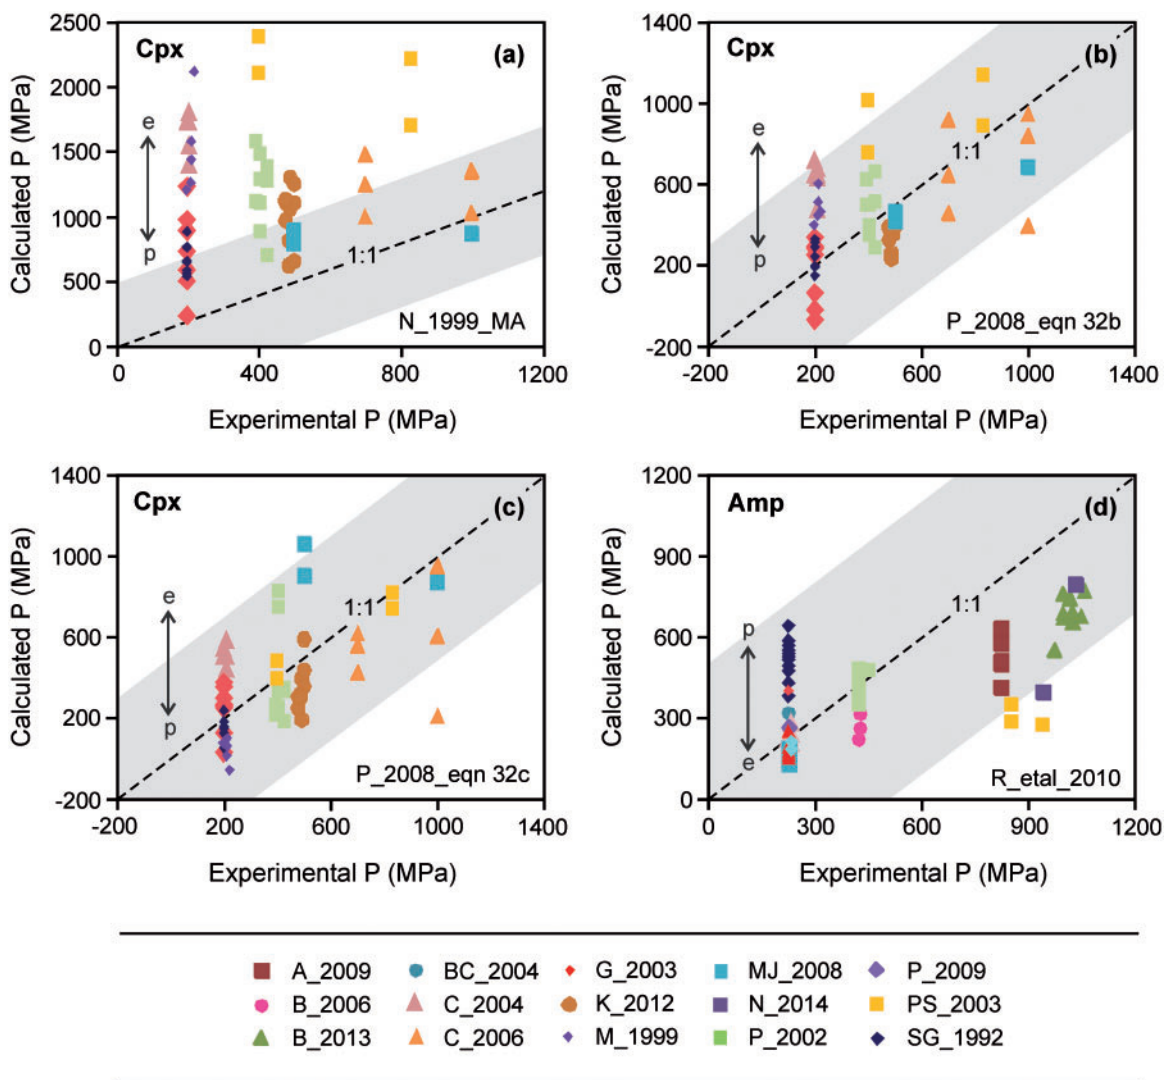 Cpx
(a)
2500
2000
1500
1000
500
0
Calculated P (MPa)
e
p
1:1
N_1999_MA
0
400
800
1200
Experimental P (MPa)
Cpx
(b)
1400
1000
600
200
-200
Calculated P (MPa)
e
p
1:1
P_2008_eqn 32b
-200
200
600
1000
1400
Experimental P (MPa)
Cpx
(c)
1400
1000
600
200
-200
Calculated P (MPa)
e
p
1:1
P_2008_eqn 32c
-200
200
600
1000
1400
Experimental P (MPa)
Amp
(d)
1200
900
600
300
0
Calculated P (MPa)
p
e
1:1
R_etal_2010
0
300
600
900
1200
Experimental P (MPa)
A_2009 BC_2004 G_2003 MJ_2008 P_2009
B_2006 C_2004 K_2012 N_2014 PS_2003
B_2013 C_2006 M_1999 P_2002 SG_1992